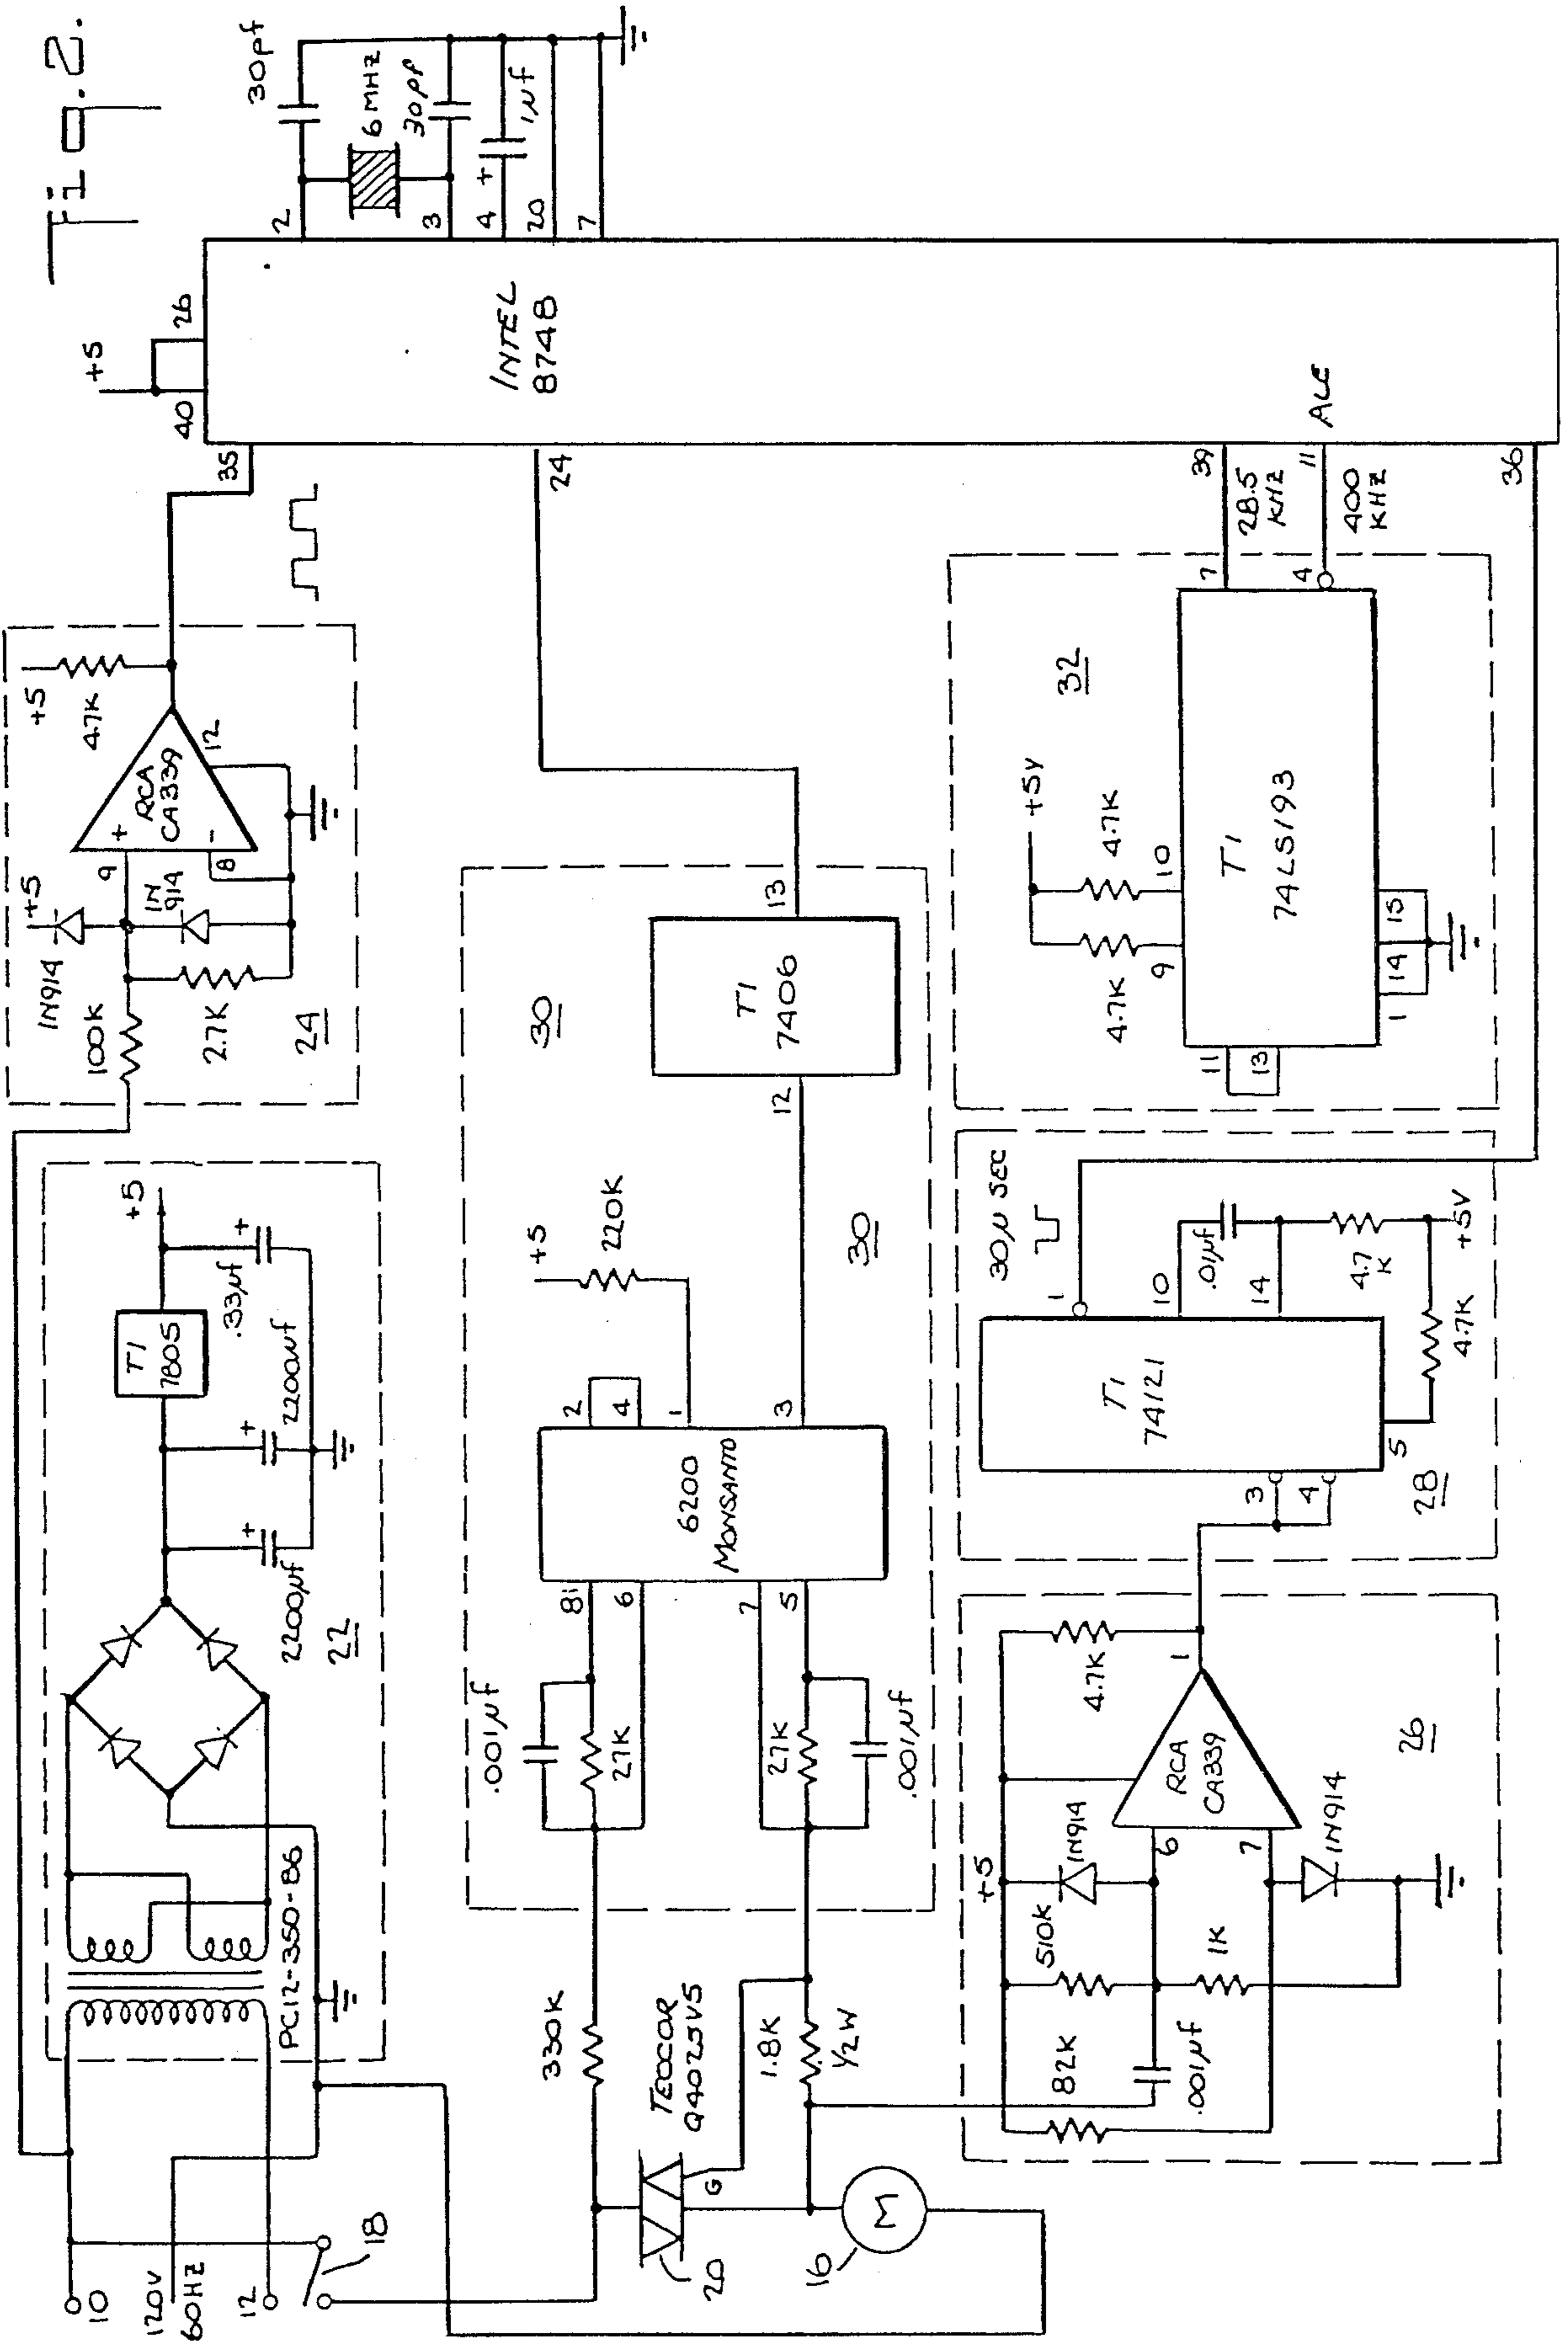 Fig.2.
30pf
6 MHZ
30pf
1µf
+
2
3
4
20
7
+5
40
26
INTEL
8748
ALE
35
24
39
28.5
KHZ
11
400
KHZ
36
+5
4.7K
RCA
CA339
12
+
-
9
8
+5
1N914
1N
914
100K
2.7K
24
+5
TI
7805
.33µf
+
2200µf
+
2200µf
+
22
PC12-350-86
10
120V
60HZ
12
18
30
TI
7406
13
12
+5
220K
30
2
4
1
3
6200
MONSANTO
8
6
7
5
.001µf
27K
27K
.001µf
330K
TECCOR
Q4025V5
G
1.8K
1/2W
20
16
M
32
+5V
4.7K
4.7K
10
9
TI
74LS193
7
4
15
14
1
11
13
30µ SEC
1
10
.01µf
14
4.7
K
+5V
4.7K
TI
74121
5
3
4
28
4.7K
1
RCA
CA339
26
+5
1N914
6
7
1N914
510K
1K
82K
.001µf